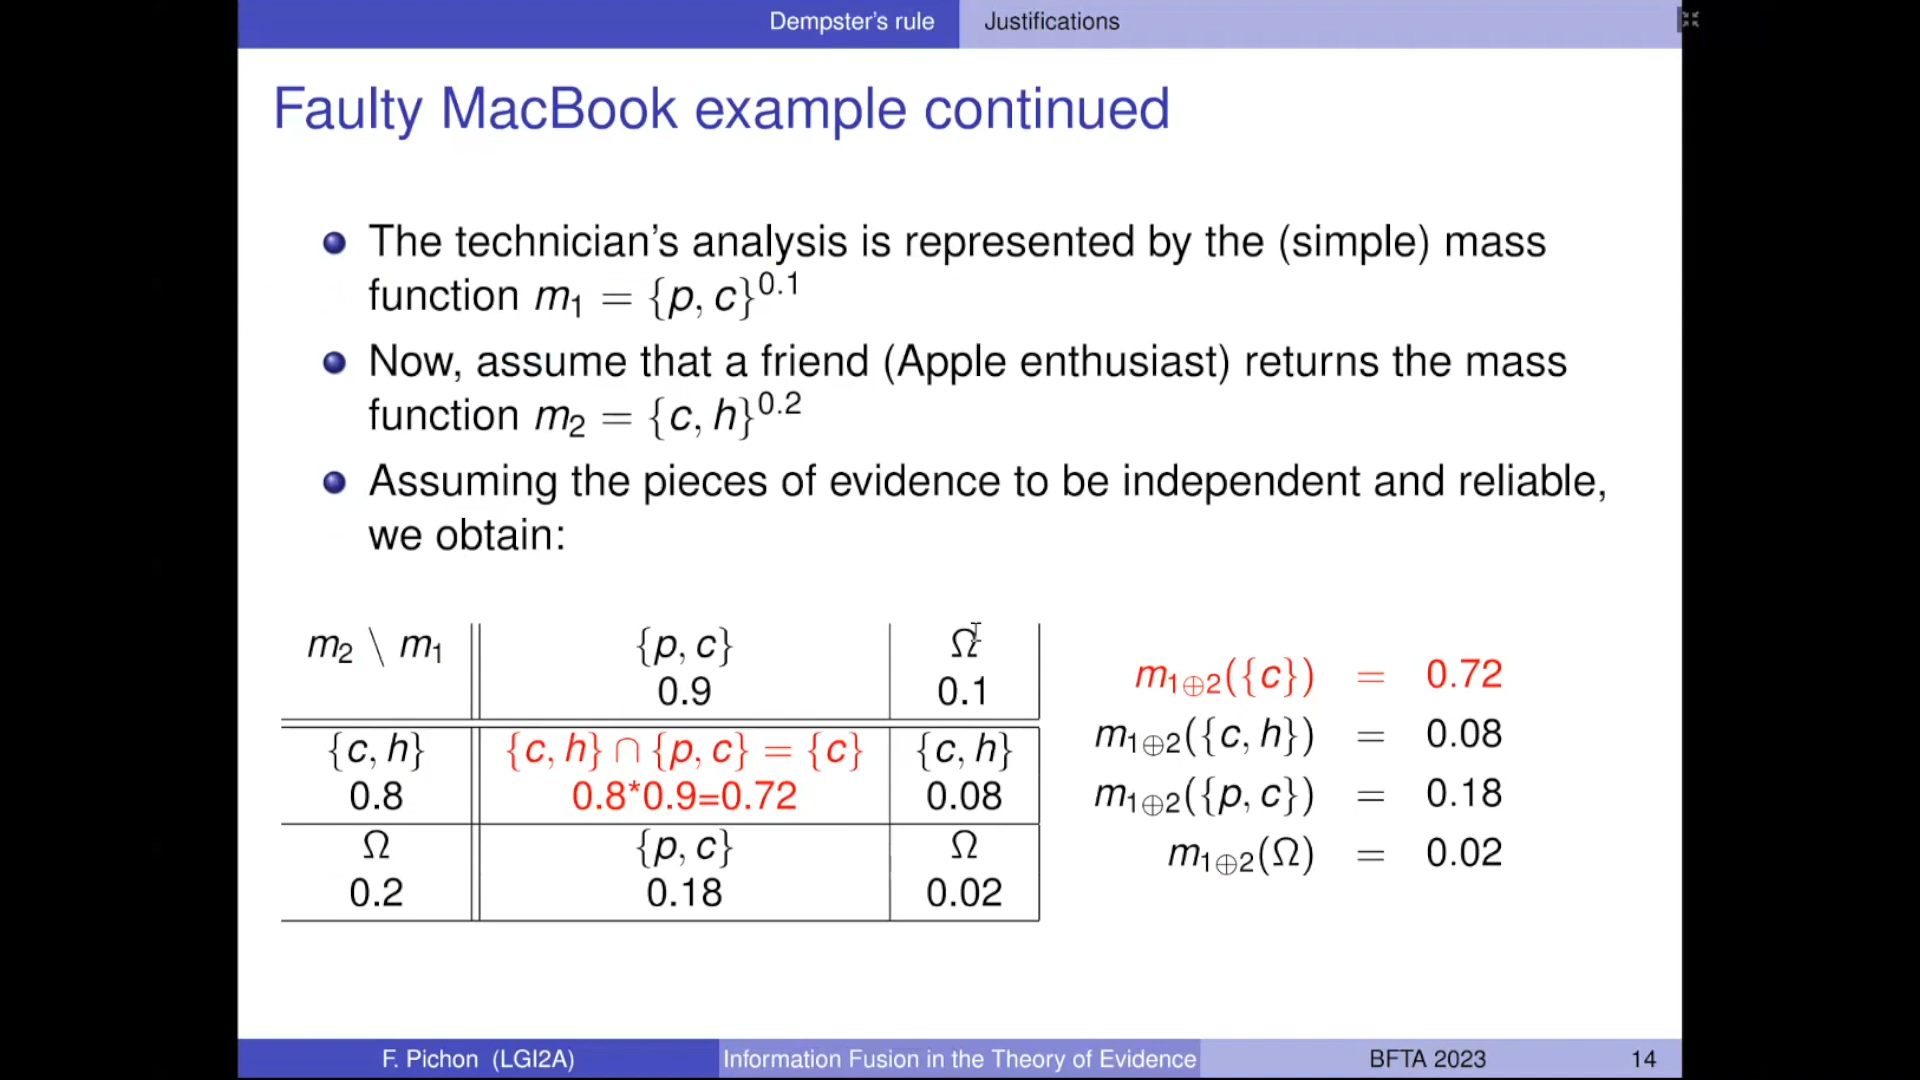 Dempster's rule Justifications
Faulty MacBook example continued
The technician's analysis is represented by the (simple) mass
function m₁ = {p, c}^0.1
Now, assume that a friend (Apple enthusiast) returns the mass
function m₂ = {c, h}^0.2
Assuming the pieces of evidence to be independent and reliable,
we obtain:
m₂ \ m₁ {p, c} Ω
0.9 0.1
{c, h} {c, h} ∩ {p, c} = {c} {c, h}
0.8 0.8*0.9=0.72 0.08
Ω {p, c} Ω
0.2 0.18 0.02
m₁⊕₂({c}) = 0.72
m₁⊕₂({c, h}) = 0.08
m₁⊕₂({p, c}) = 0.18
m₁⊕₂(Ω) = 0.02
F. Pichon (LGI2A) Information Fusion in the Theory of Evidence BFTA 2023 14